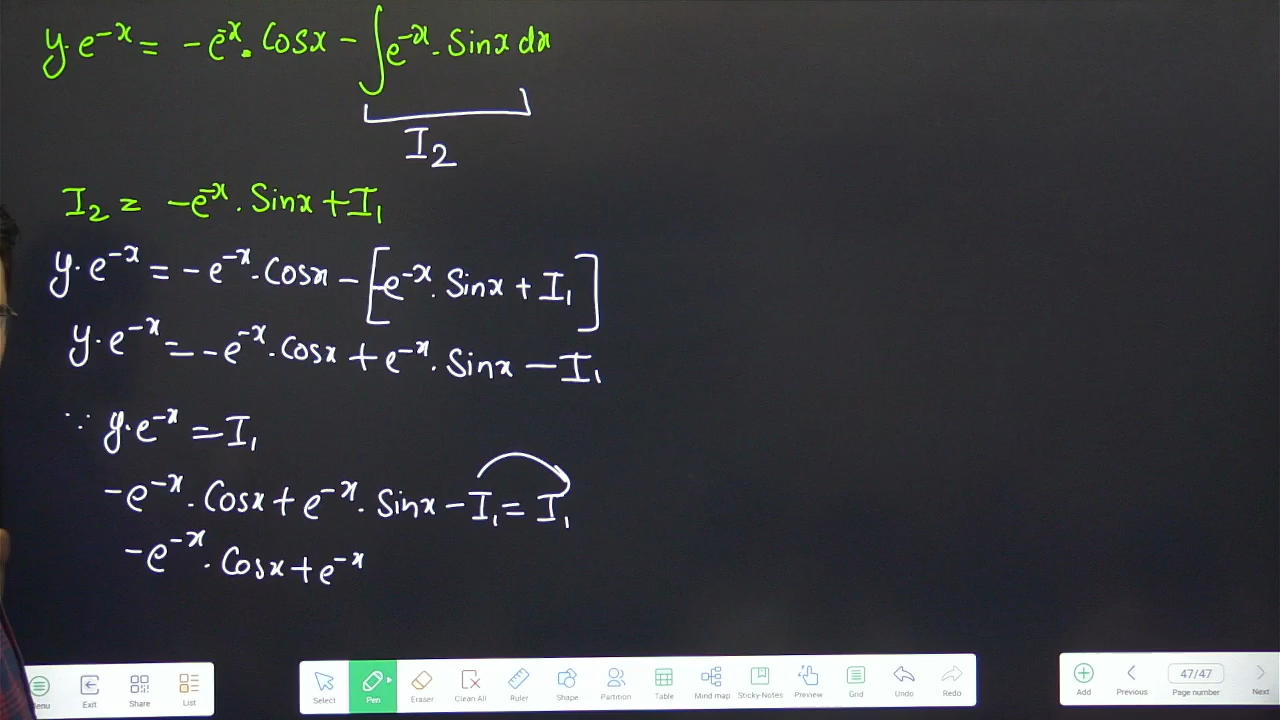 y·e⁻ˣ = -e⁻ˣ. Cosx - ∫e⁻ˣ. Sinx dx
I₂
I₂ = -e⁻ˣ. Sinx + I₁
y·e⁻ˣ = -e⁻ˣ. Cosx - [-e⁻ˣ. Sinx + I₁]
y·e⁻ˣ = -e⁻ˣ. Cosx + e⁻ˣ. Sinx - I₁
∵ y·e⁻ˣ = I₁
-e⁻ˣ. Cosx + e⁻ˣ. Sinx - I₁ = I₁
-e⁻ˣ. Cosx + e⁻ˣ
enu Exit Share List Select Pen Eraser Clean All Ruler Shape Partition Table Mind map Sticky-Notes Preview Grid Undo Redo Add Previous 47/47 Page number Next